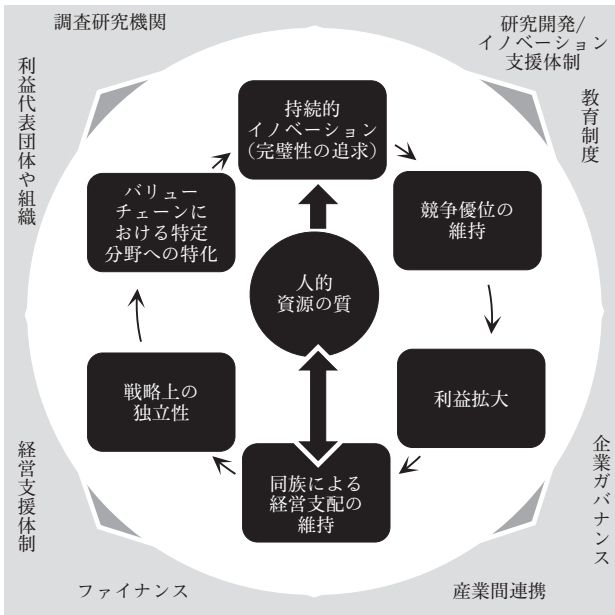 調査研究機関
研究開発/
イノベーション
支援体制
利益代表団体や組織
教育制度
持続的
イノベーション
(完璧性の追求)
バリュー
チェーンに
おける特定
分野への特化
競争優位の
維持
人的
資源の質
戦略上の
独立性
利益拡大
同族による
経営支配の
維持
経営支援体制
企業ガバナンス
ファイナンス
産業間連携